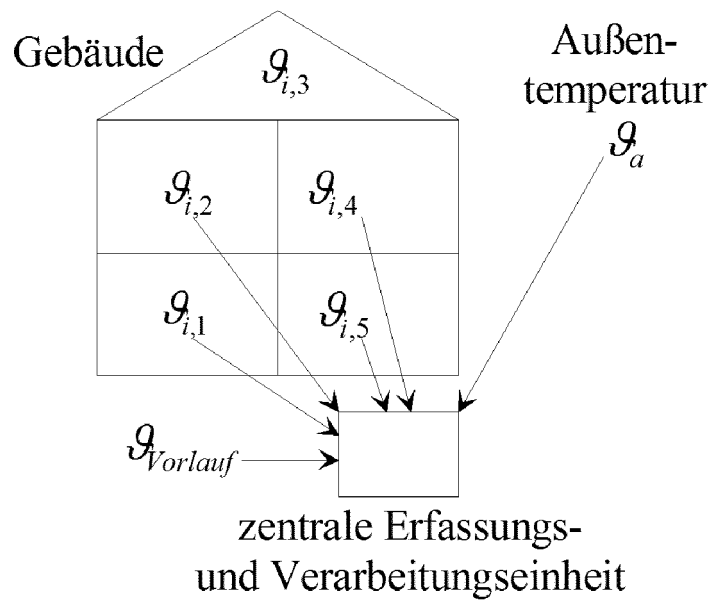 Gebäude
Außen-
temperatur
ϑa
ϑi,3
ϑi,2
ϑi,4
ϑi,1
ϑi,5
ϑVorlauf
zentrale Erfassungs-
und Verarbeitungseinheit